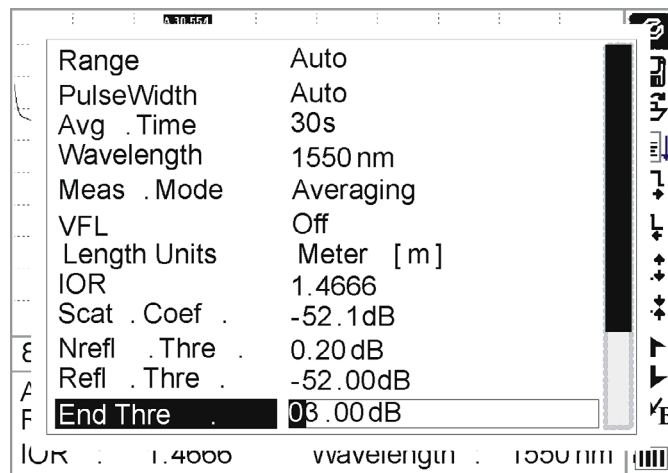 A 30.554
Range Auto
PulseWidth Auto
Avg .Time 30s
Wavelength 1550 nm
Meas .Mode Averaging
VFL Off
Length Units Meter [m]
IOR 1.4666
Scat .Coef . -52.1dB
Nrefl .Thre . 0.20 dB
Refl .Thre . -52.00dB
End Thre . 03.00dB
IOR : 1.4666 Wavelength : 1550 nm